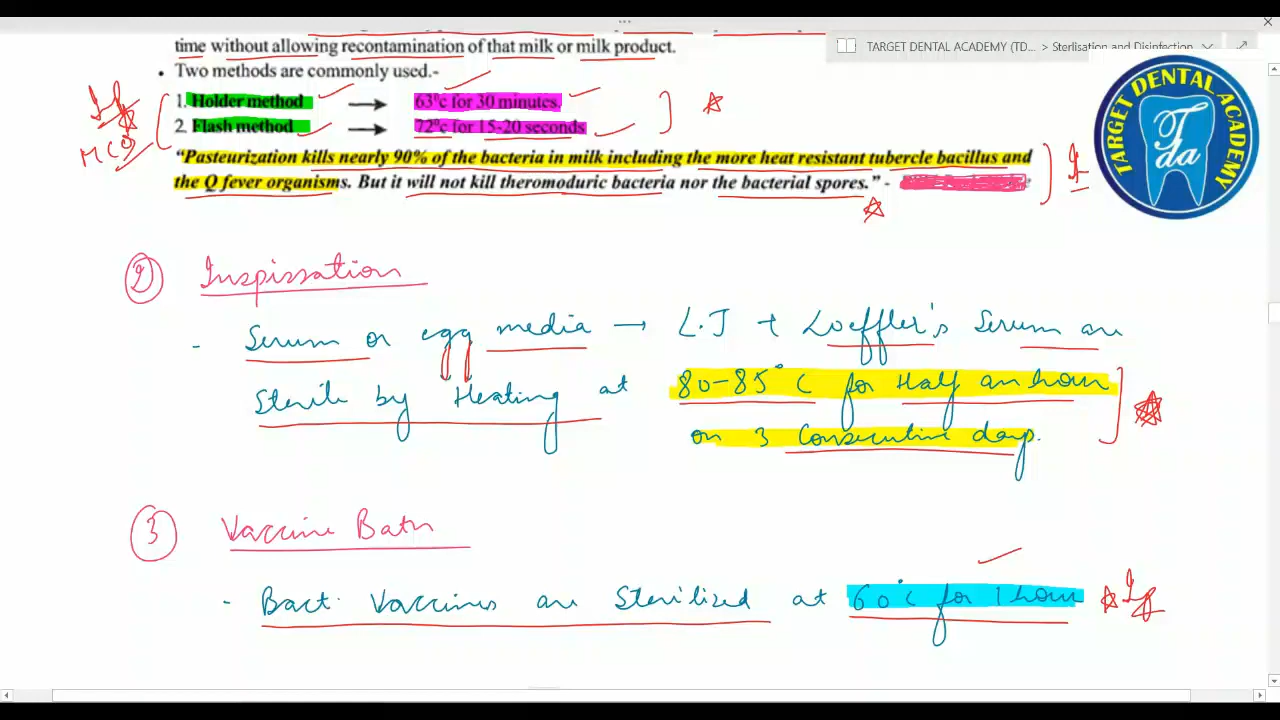 time without allowing recontamination of that milk or milk product.
TARGET DENTAL ACADEMY (TD... > Sterlisation and Disinfection
• Two methods are commonly used.-
1. Holder method → 63⁰c for 30 minutes.
2. Flash method → 72⁰c for 15-20 seconds
MCQ
"Pasteurization kills nearly 90% of the bacteria in milk including the more heat resistant tubercle bacillus and
the Q fever organisms. But it will not kill theromoduric bacteria nor the bacterial spores." -
TARGET DENTAL ACADEMY
Tda
② Inspissation
- Serum or egg media → L.J + Loeffler's Serum are
Sterile by Heating at 80-85°C for Half an hour
on 3 Consecutive days.
③ Vaccine Bath
- Bact. Vaccines are Sterilized at 60°C for 1 hour